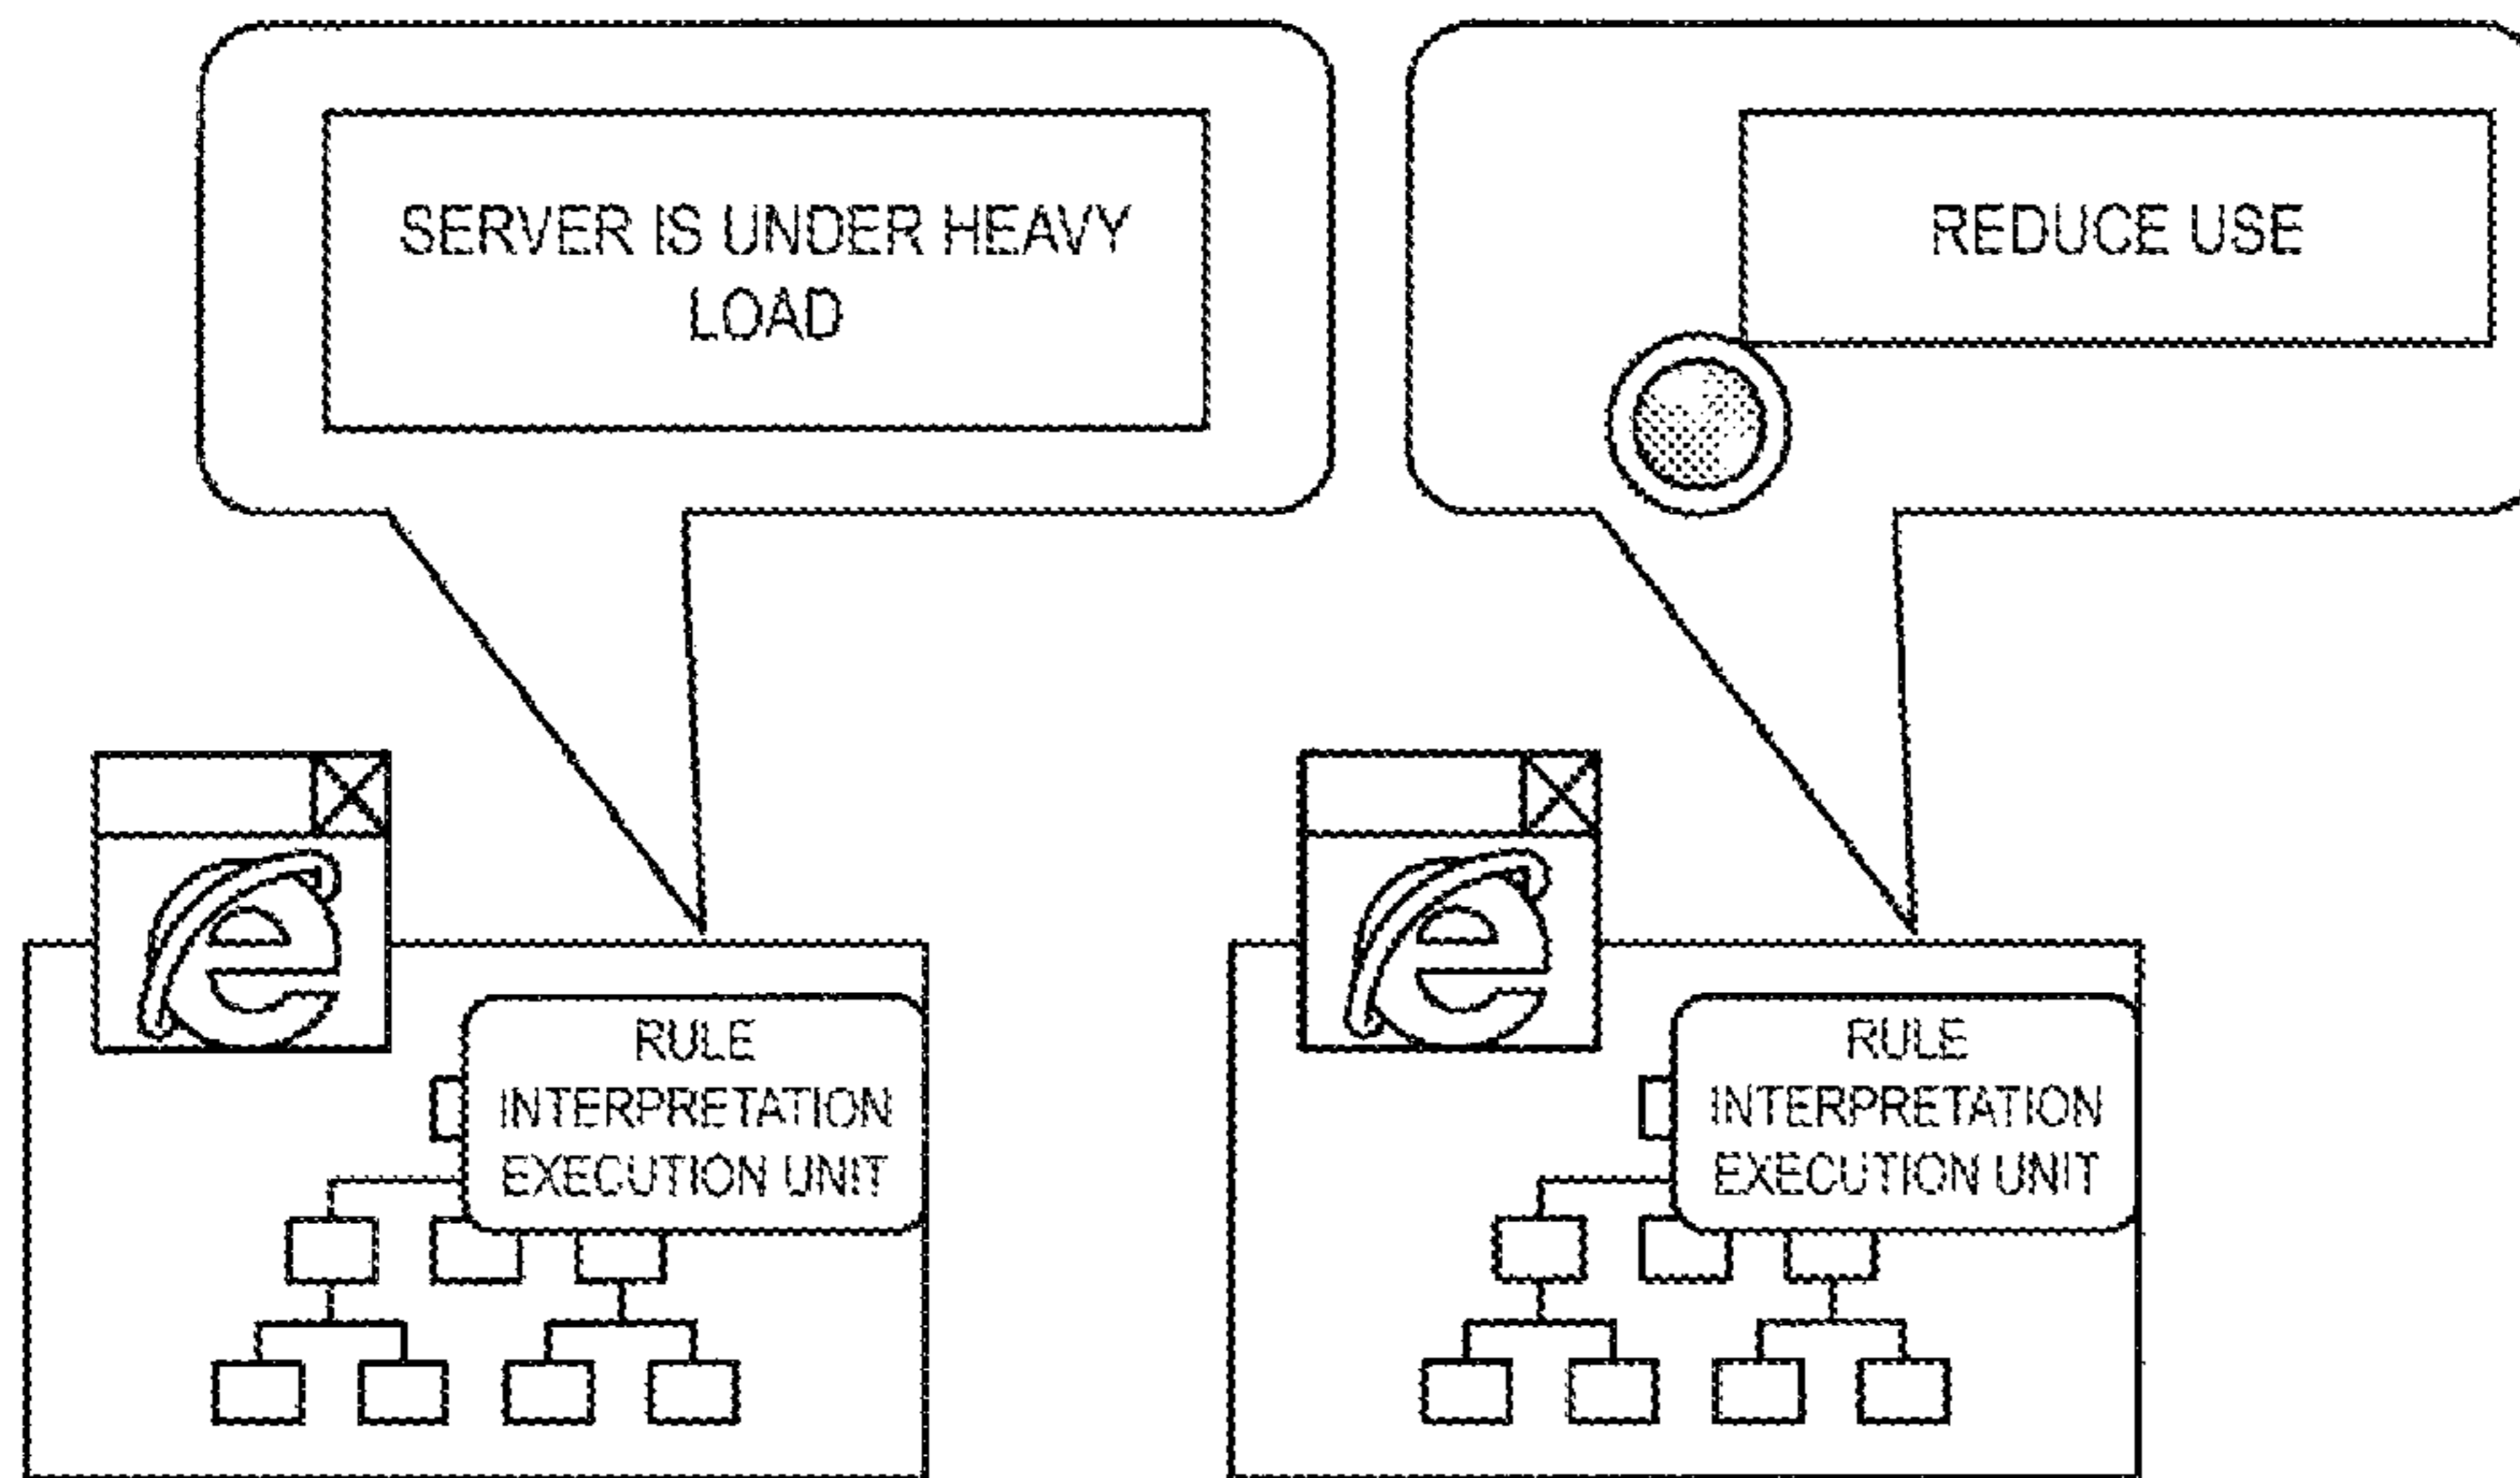 SERVER IS UNDER HEAVY
LOAD
REDUCE USE
RULE
INTERPRETATION
EXECUTION UNIT
RULE
INTERPRETATION
EXECUTION UNIT